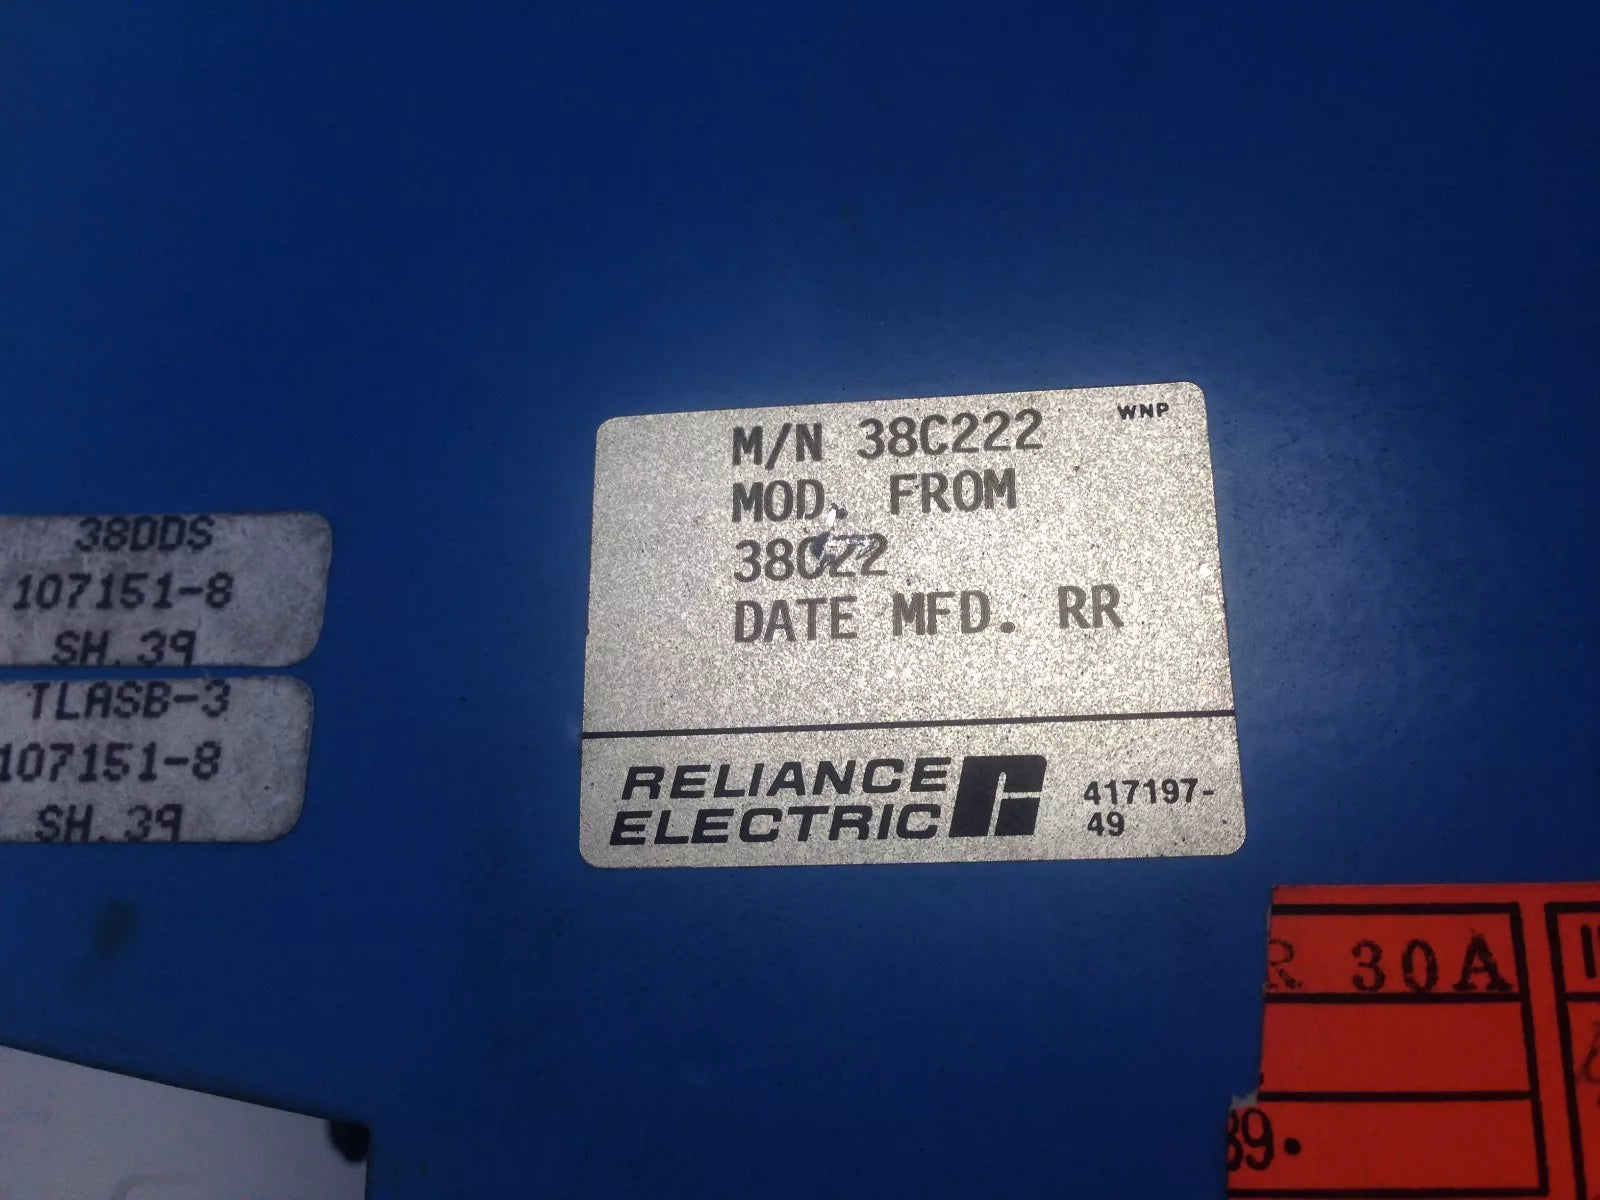 M/N 38C222
WNP
MOD. FROM
38C22
DATE MFD. RR
RELIANCE
ELECTRIC
417197-
49
38DDS
107151-8
SH.39
TLASB-3
107151-8
SH.39
R 30A
89.